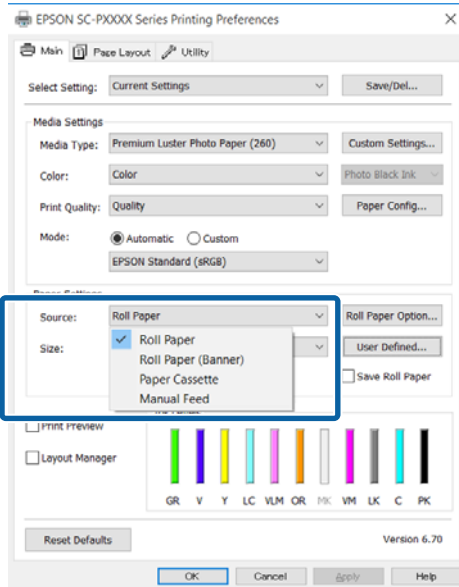 EPSON SC-PXXXX Series Printing Preferences
Main Page Layout Utility
Select Setting: Current Settings Save/Del...
Media Settings
Media Type: Premium Luster Photo Paper (260) Custom Settings...
Color: Color Photo Black Ink
Print Quality: Quality Paper Config...
Mode: Automatic Custom
EPSON Standard (sRGB)
Paper Settings
Source: Roll Paper Roll Paper Option...
Roll Paper
Size: User Defined...
Roll Paper (Banner)
Paper Cassette Save Roll Paper
Manual Feed
Print Preview
Layout Manager
GR V Y LC VLM OR MK VM LK C PK
Reset Defaults Version 6.70
OK Cancel Apply Help